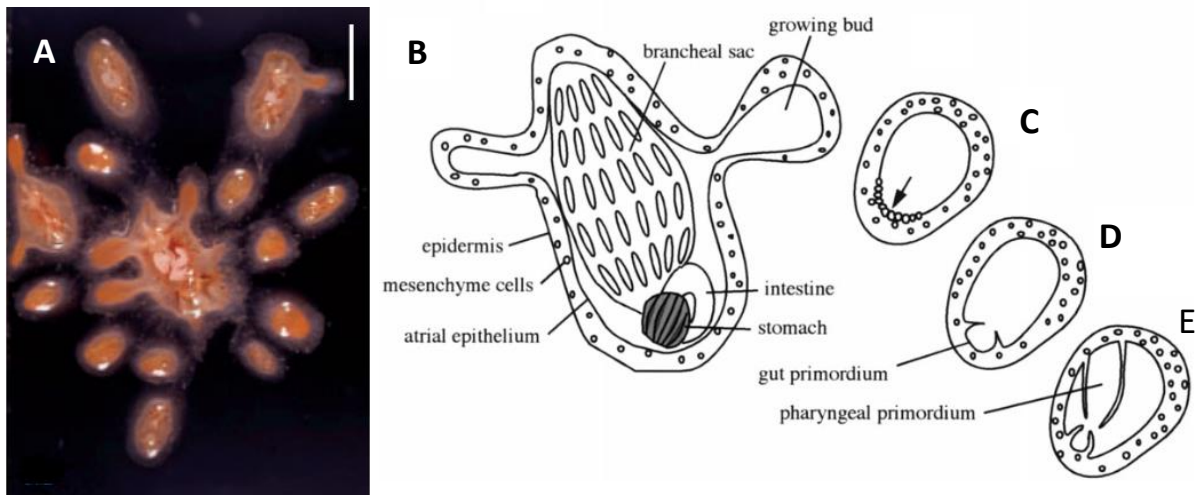 A
B
growing bud
brancheal sac
C
D
epidermis
mesenchyme cells
atrial epithelium
intestine
stomach
E
gut primordium
pharyngeal primordium